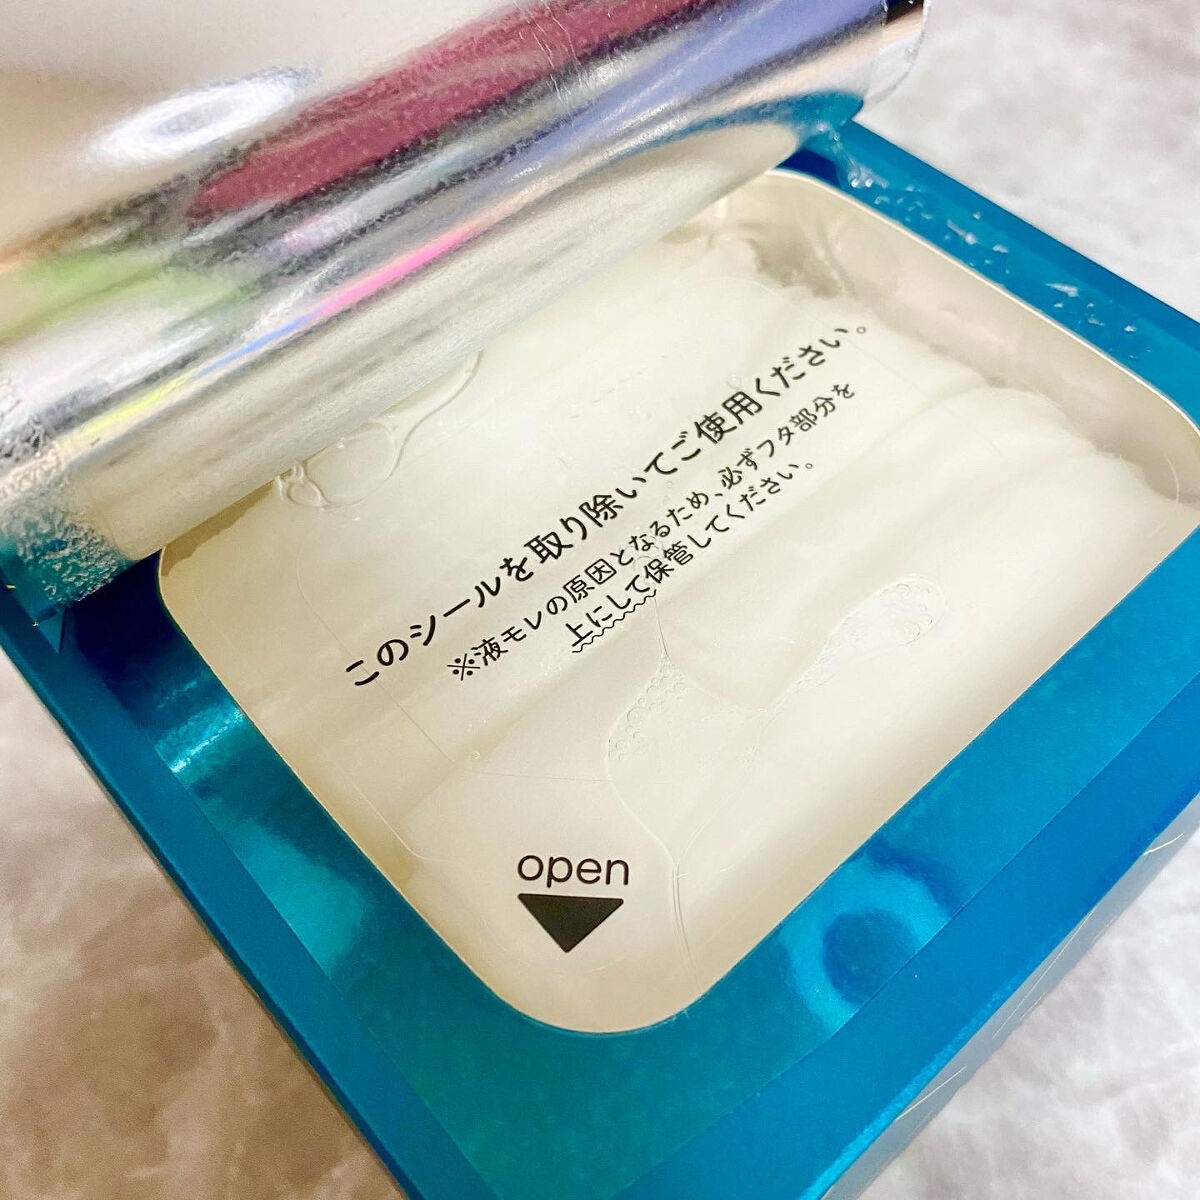 このシールを取り除いてご使用ください。
※液モレの原因となるため、必ずフタ部分を
上にして保管してください。
open